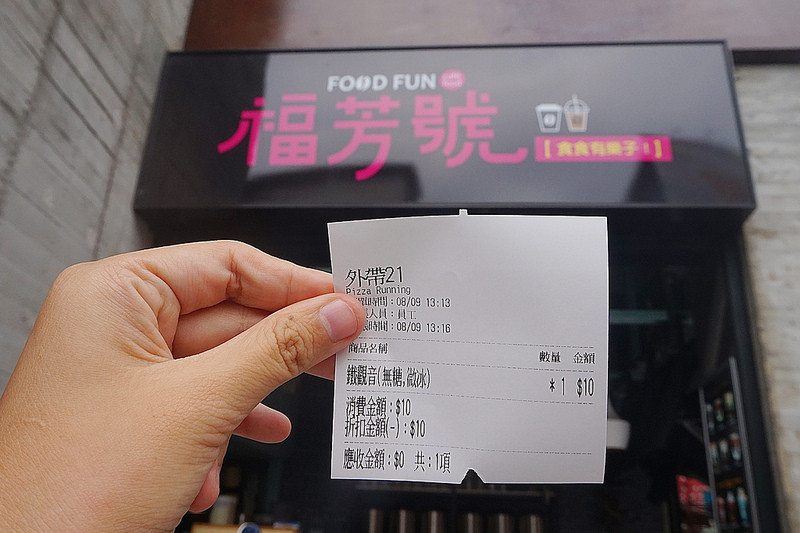 FOOD FUN
福芳號
【食食有樂子！】
外帶21
Pizza Running
時間：08/09 13:13
人員：員工
時間：08/09 13:16
商品名稱 數量 金額
鐵觀音(無糖,微冰) *1 $10
消費金額：$10
折扣金額(-)：$10
應收金額：$0 共：1項